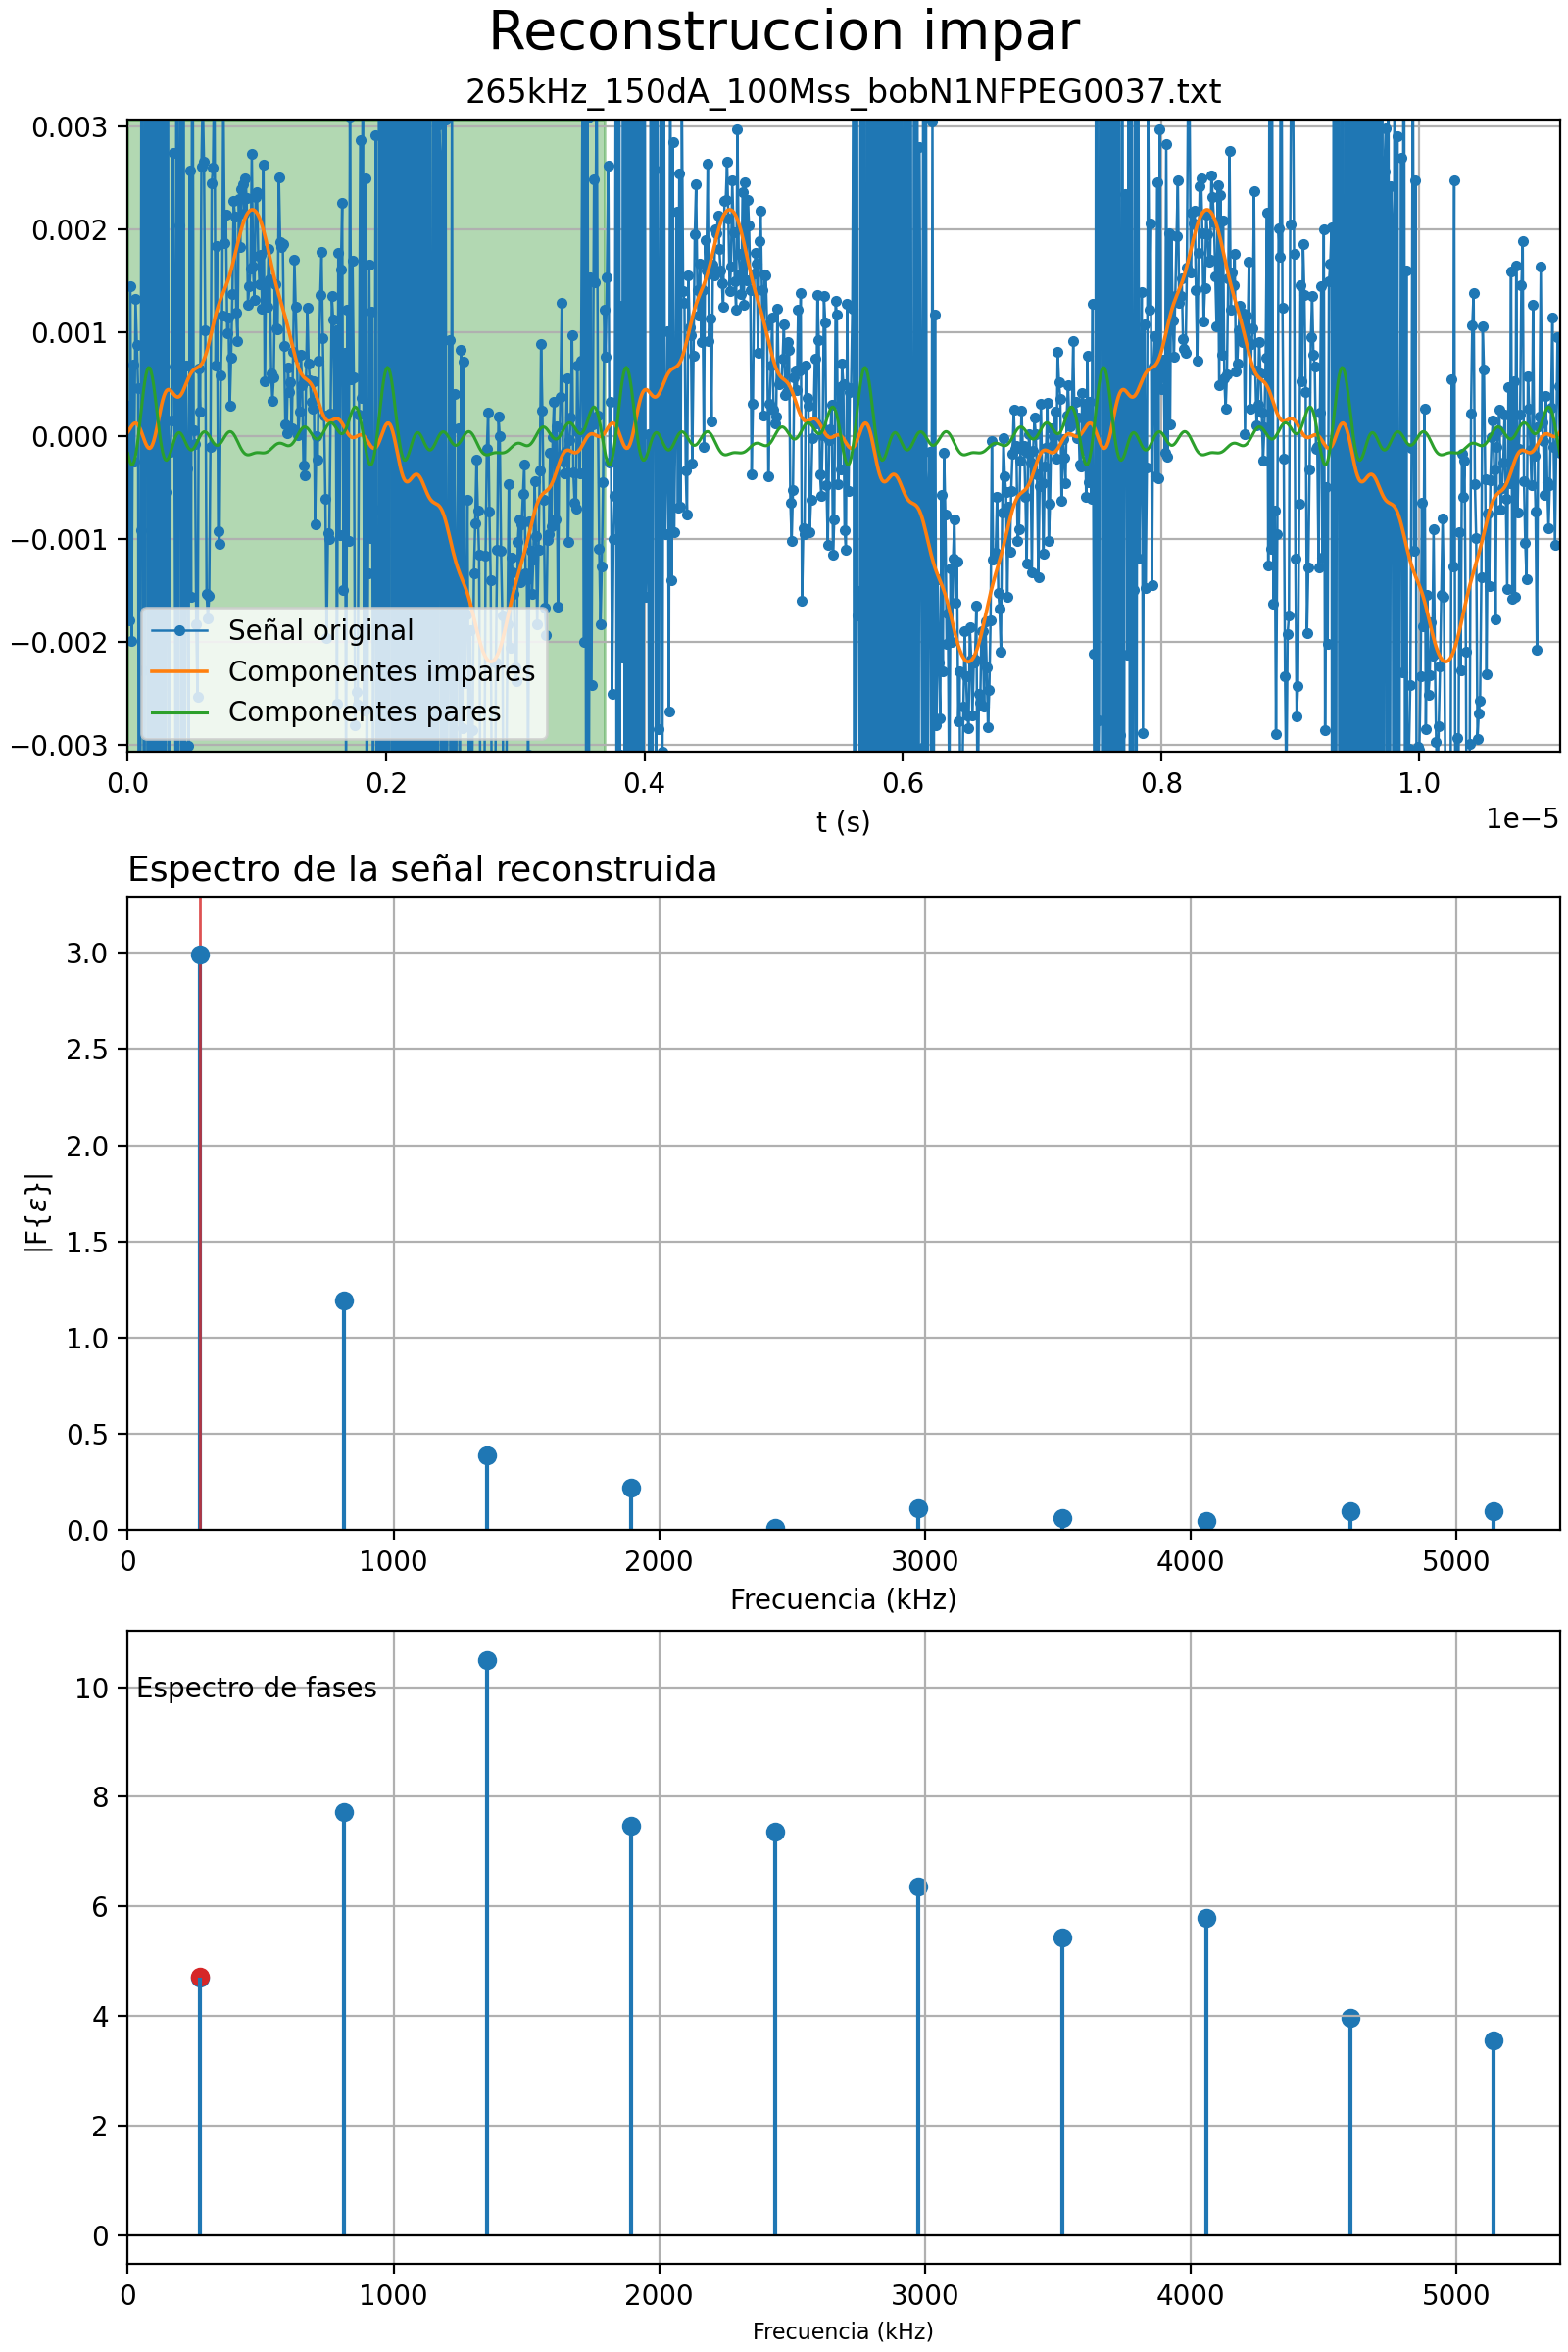 Reconstruccion impar
265kHz_150dA_100Mss_bobN1NFPEG0037.txt
0.003
0.002
0.001
0.000
−0.001
−0.002
−0.003
Señal original
Componentes impares
Componentes pares
0.0 0.2 0.4 0.6 0.8 1.0
1e−5
t (s)
Espectro de la señal reconstruida
3.0
2.5
2.0
1.5
1.0
0.5
0.0
|F{ε}|
0 1000 2000 3000 4000 5000
Frecuencia (kHz)
Espectro de fases
10
8
6
4
2
0
0 1000 2000 3000 4000 5000
Frecuencia (kHz)